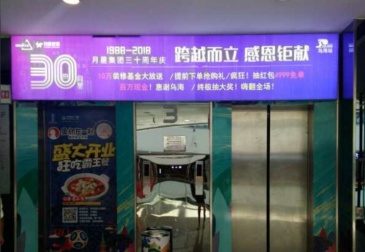 1988-2018
月星集团三十周年庆
30
跨越而立 感恩钜献
10万装修基金大放送 / 提前下单抢购礼/疯狂！抽红包4999免单
百万现金！惠谢乌海 / 终极抽大奖！嗨翻全场！
盛大开业
狂吃霸王餐